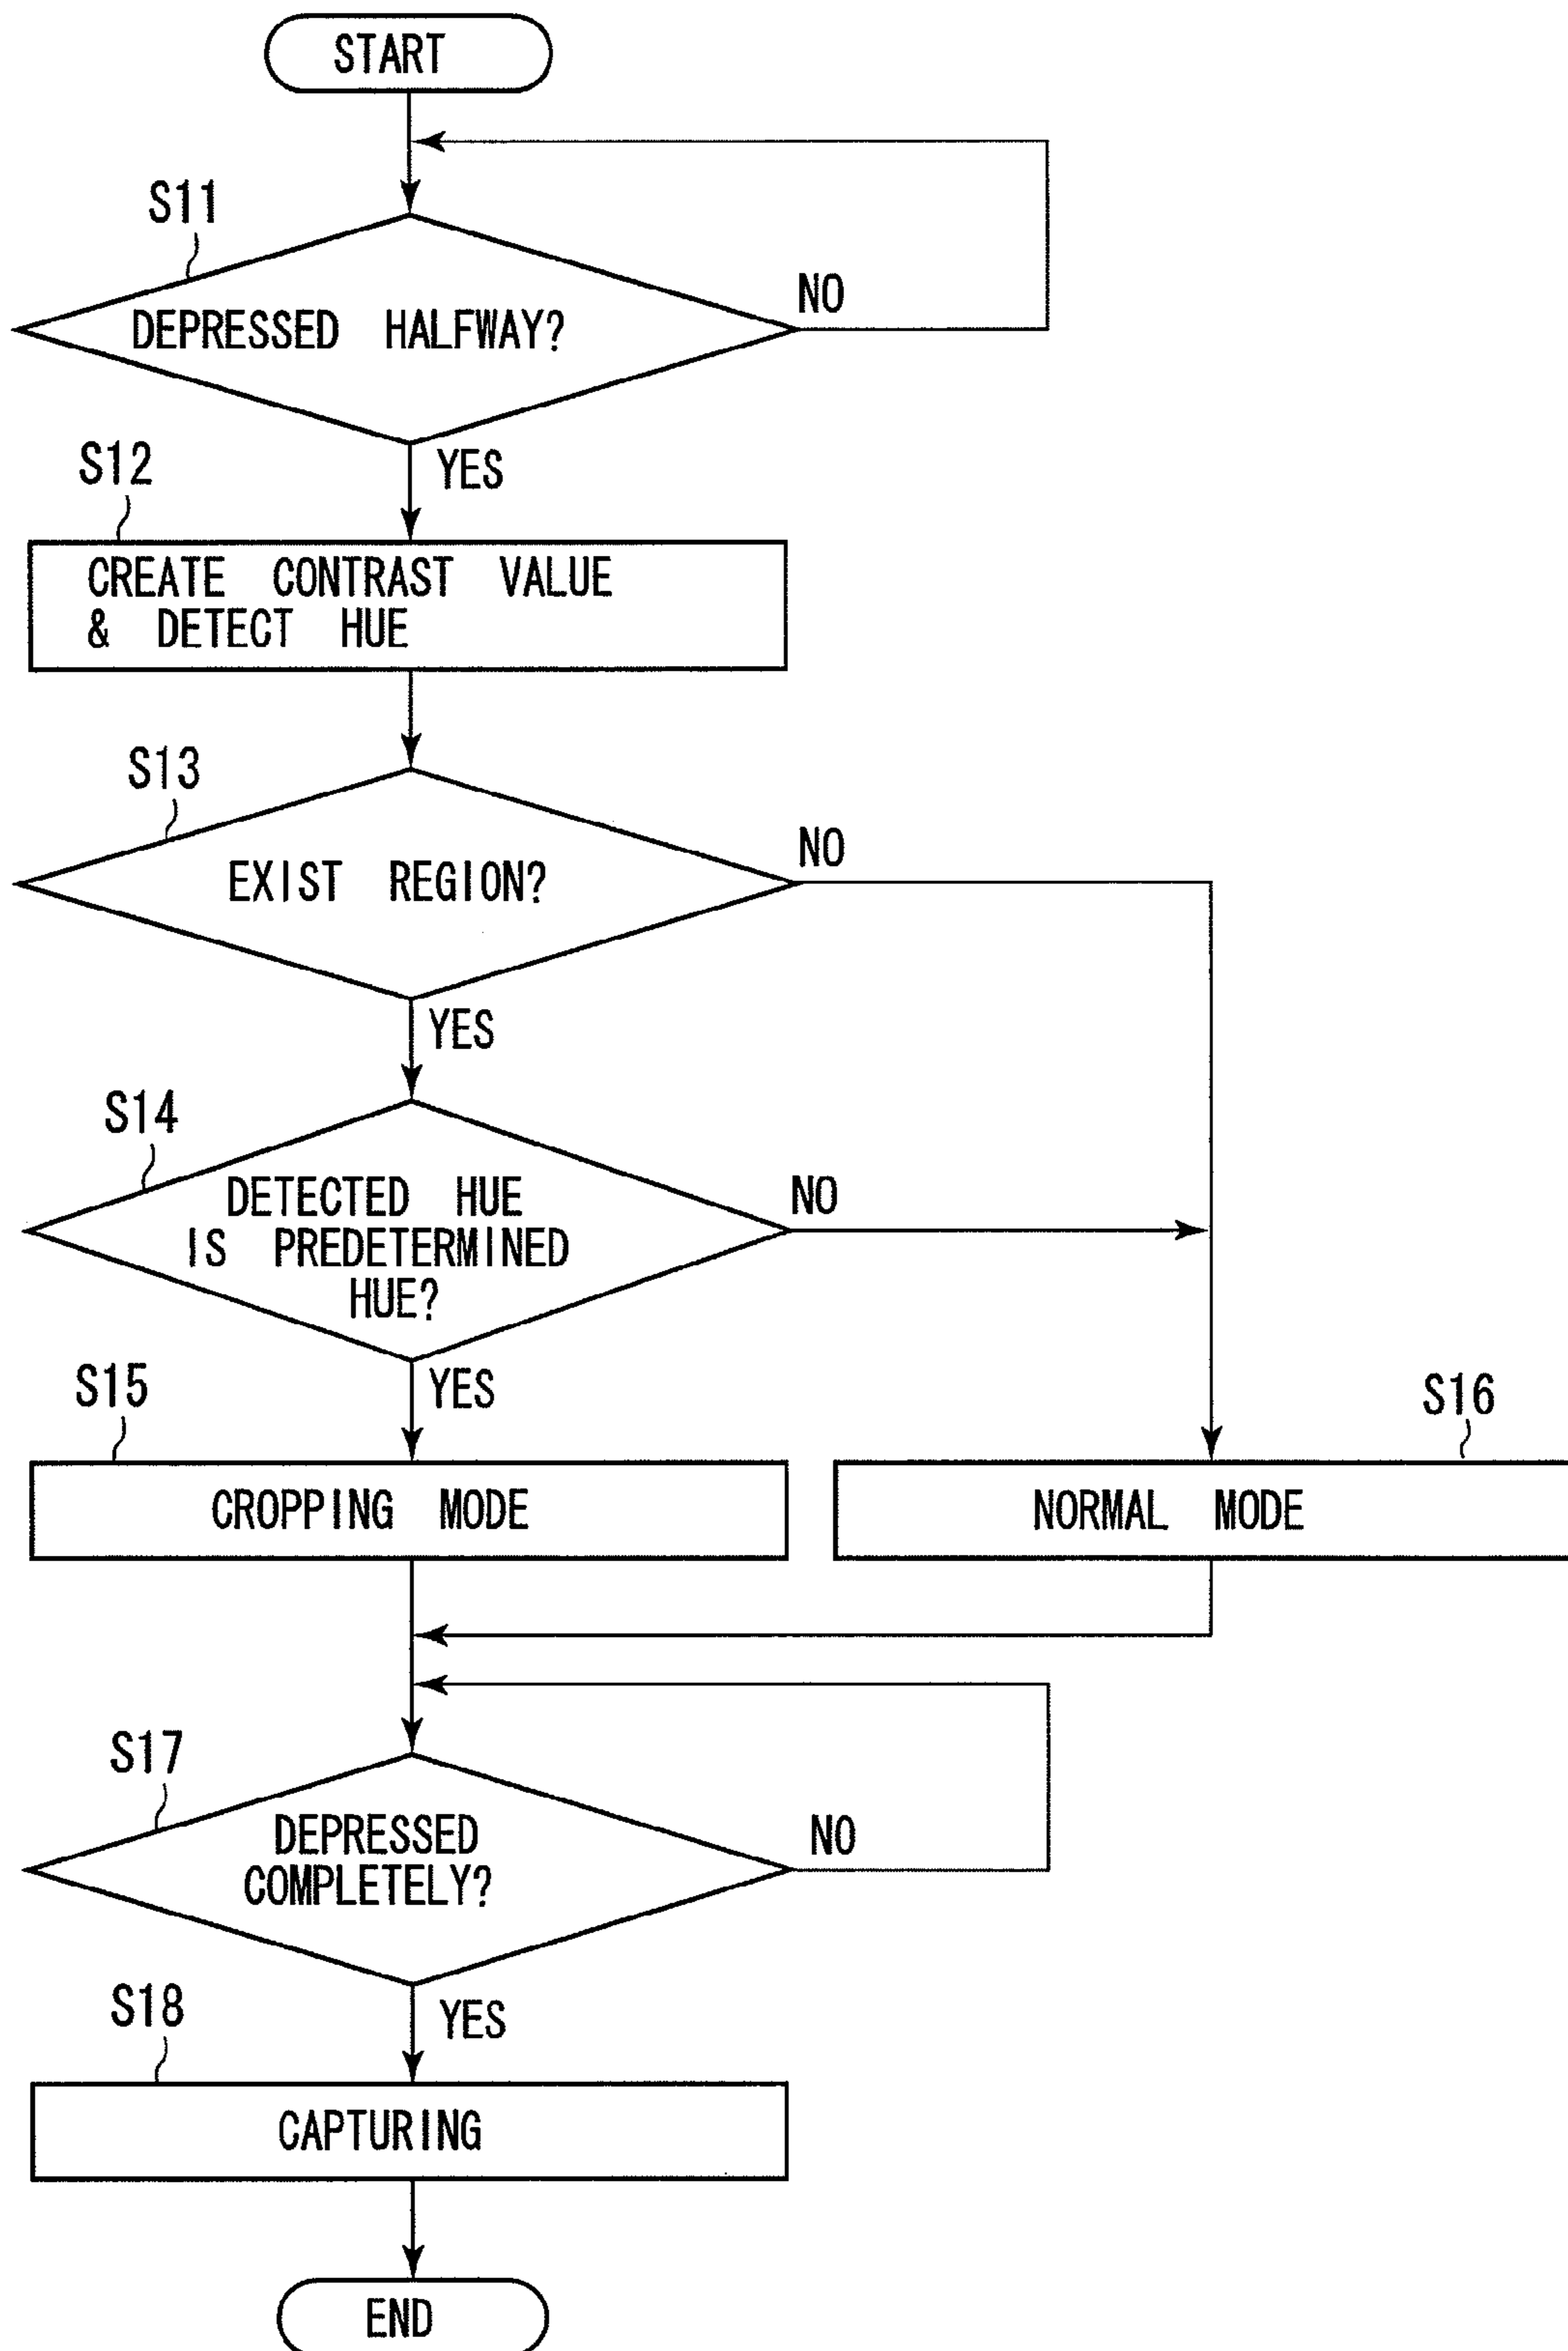 START
S11
DEPRESSED HALFWAY?
NO
YES
S12
CREATE CONTRAST VALUE
& DETECT HUE
S13
EXIST REGION?
NO
YES
S14
DETECTED HUE
IS PREDETERMINED
HUE?
NO
YES
S15
CROPPING MODE
S16
NORMAL MODE
S17
DEPRESSED
COMPLETELY?
NO
YES
S18
CAPTURING
END